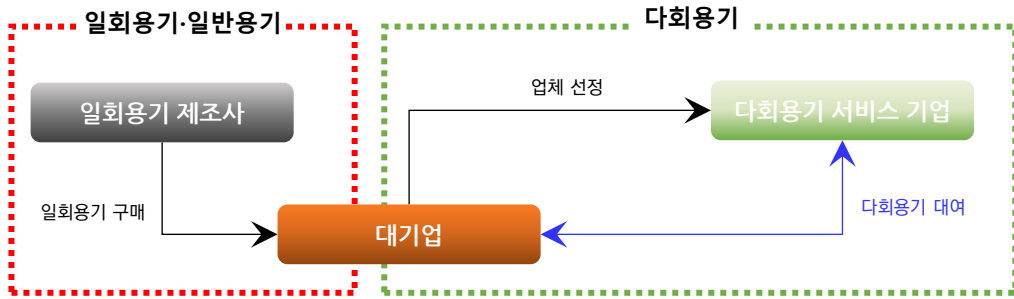 일회용기·일반용기
다회용기
업체 선정
일회용기 제조사
다회용기 서비스 기업
일회용기 구매
다회용기 대여
대기업